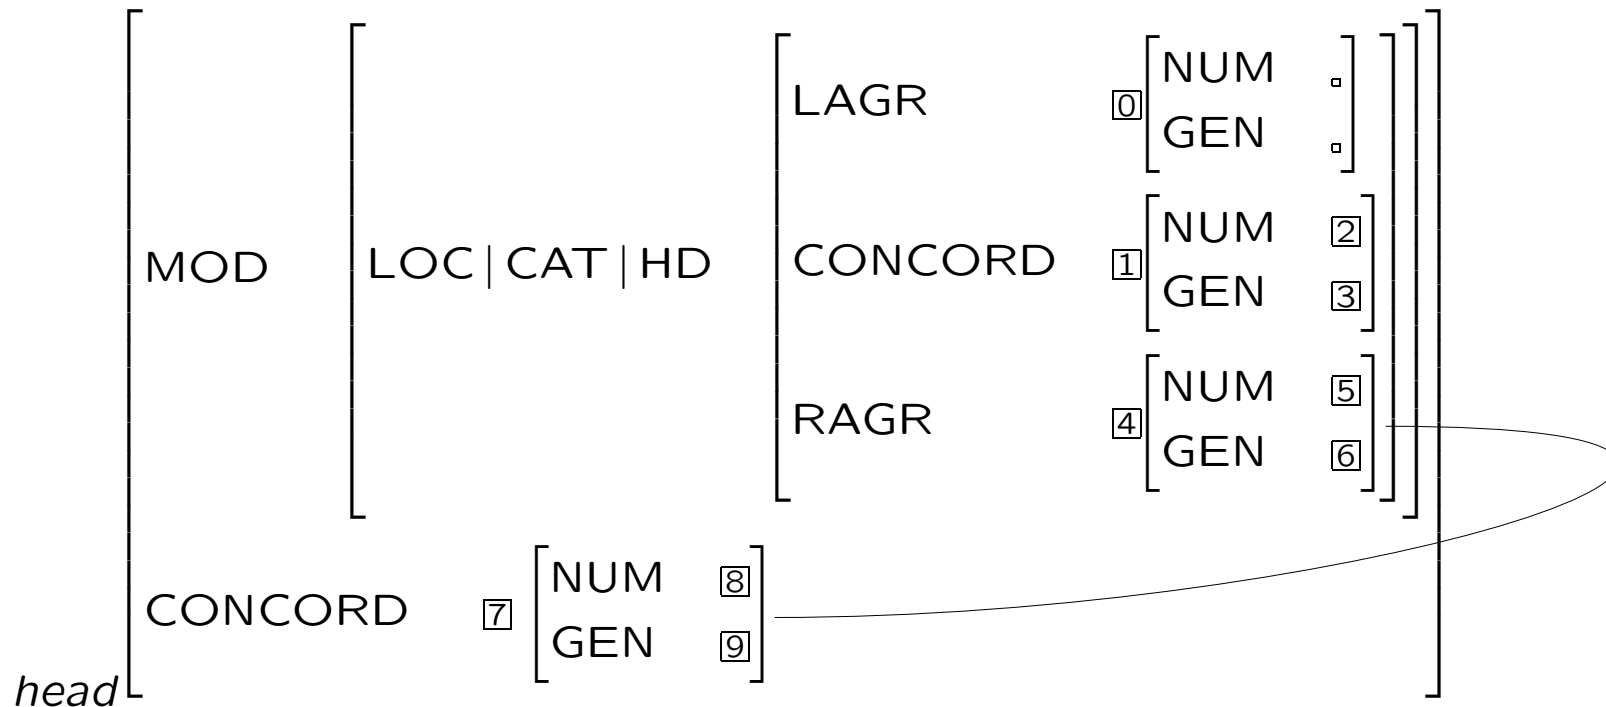 NUM
LAGR 0 GEN
NUM 2
MOD LOC|CAT|HD CONCORD 1 GEN 3
NUM 5
RAGR 4 GEN 6
NUM 8
CONCORD 7 GEN 9
head